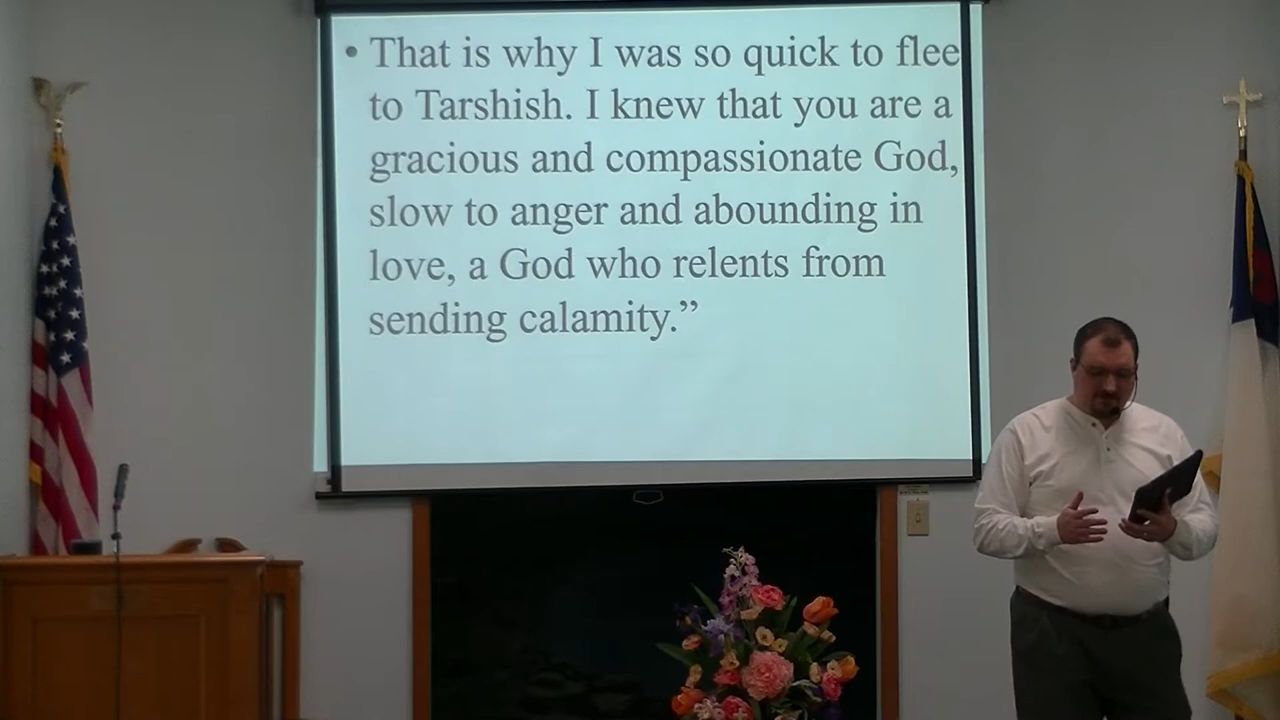 • That is why I was so quick to flee
to Tarshish. I knew that you are a
gracious and compassionate God,
slow to anger and abounding in
love, a God who relents from
sending calamity.”